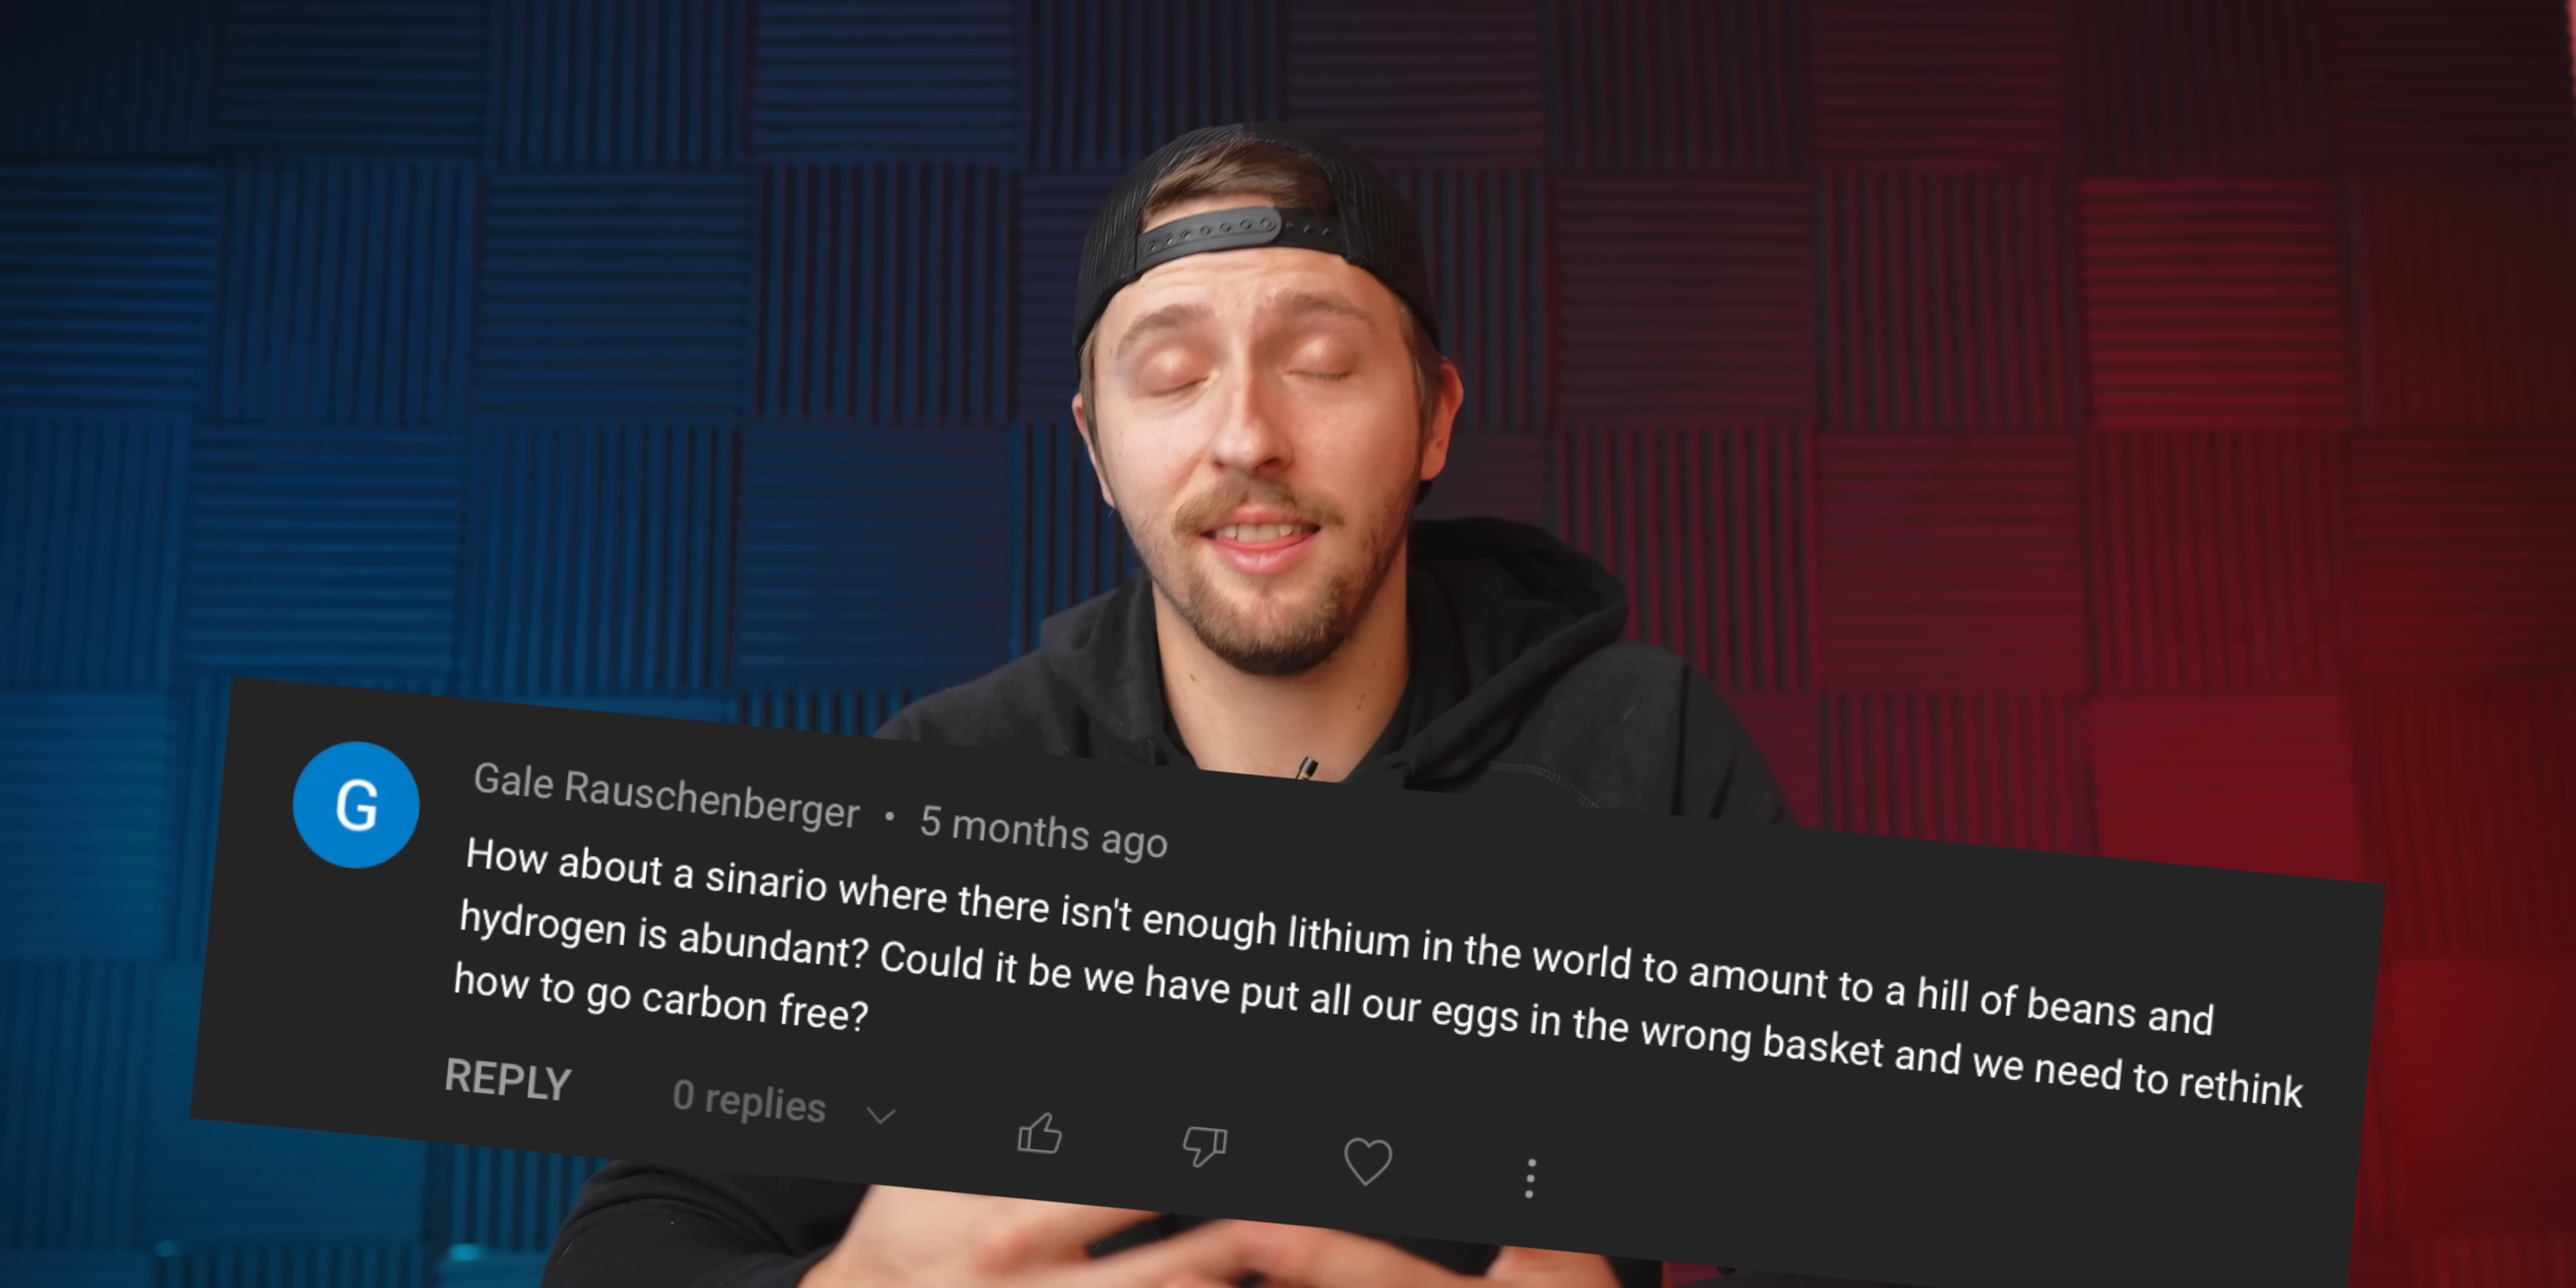 G
Gale Rauschenberger • 5 months ago
How about a sinario where there isn't enough lithium in the world to amount to a hill of beans and
hydrogen is abundant? Could it be we have put all our eggs in the wrong basket and we need to rethink
how to go carbon free?
REPLY 0 replies